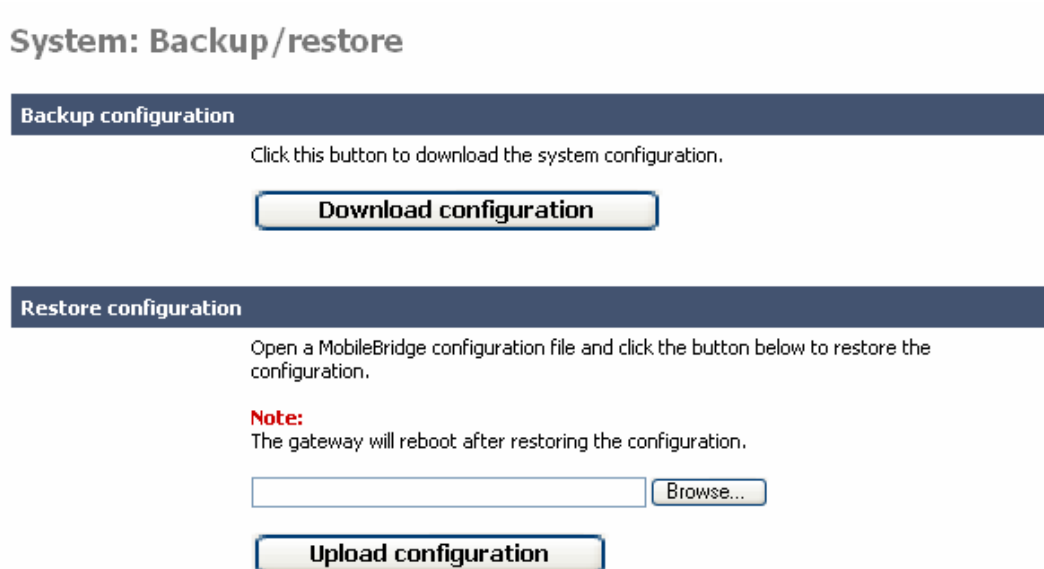 System: Backup/restore
Backup configuration
Click this button to download the system configuration.
Download configuration
Restore configuration
Open a MobileBridge configuration file and click the button below to restore the
configuration.
Note:
The gateway will reboot after restoring the configuration.
Browse...
Upload configuration